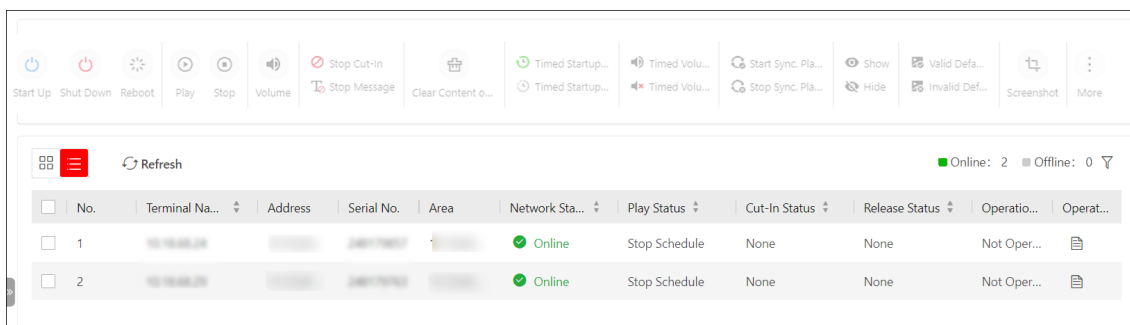 Stop Cut-In Timed Startup... Timed Volu... Start Sync. Pla... Show Valid Defa...
Start Up Shut Down Reboot Play Stop Volume Stop Message Clear Content o... Timed Startup... Timed Volu... Stop Sync. Pla... Hide Invalid Def... Screenshot More
Refresh Online: 2 Offline: 0
No. Terminal Na... Address Serial No. Area Network Sta... Play Status Cut-In Status Release Status Operatio... Operat...
1 Online Stop Schedule None None Not Oper...
2 Online Stop Schedule None None Not Oper...